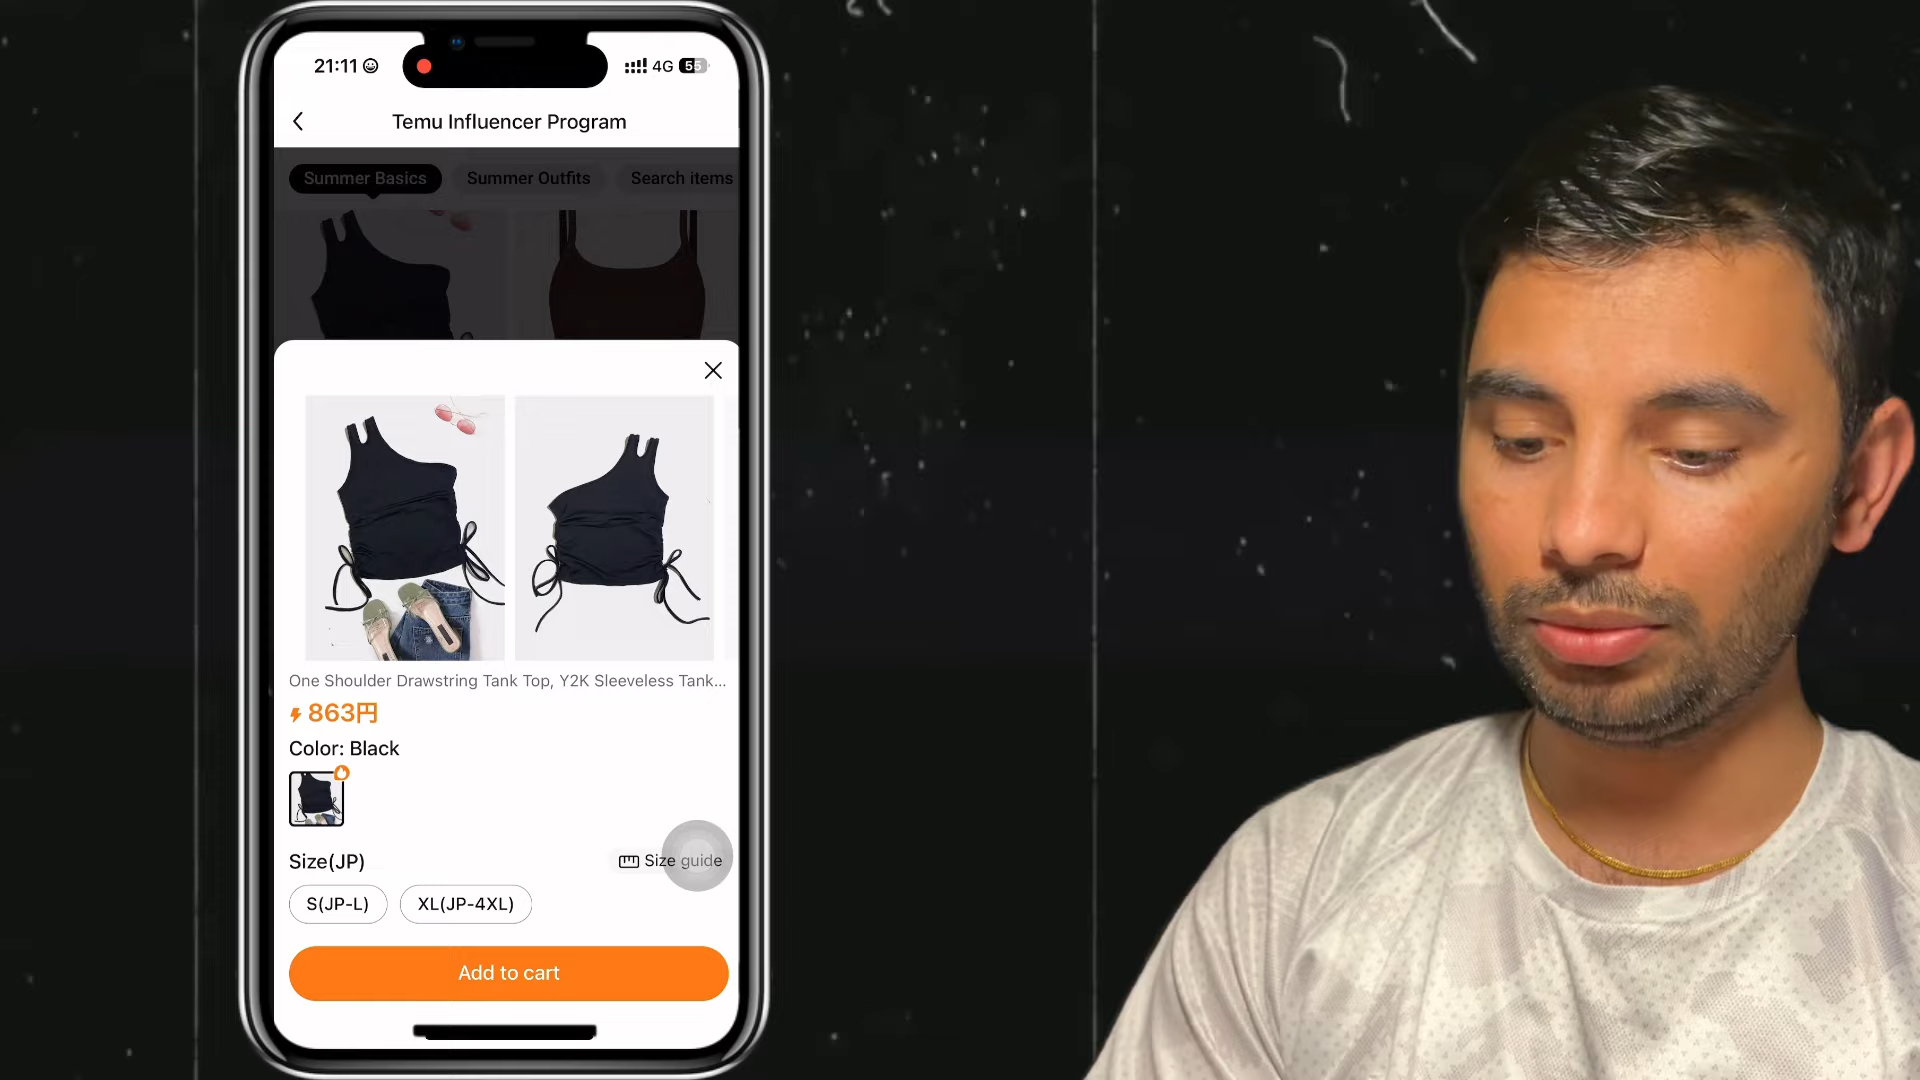 21:11
4G 55
Temu Influencer Program
Summer Basics
Summer Outfits
Search items
One Shoulder Drawstring Tank Top, Y2K Sleeveless Tank...
863円
Color: Black
Size(JP)
Size guide
S(JP-L)
XL(JP-4XL)
Add to cart